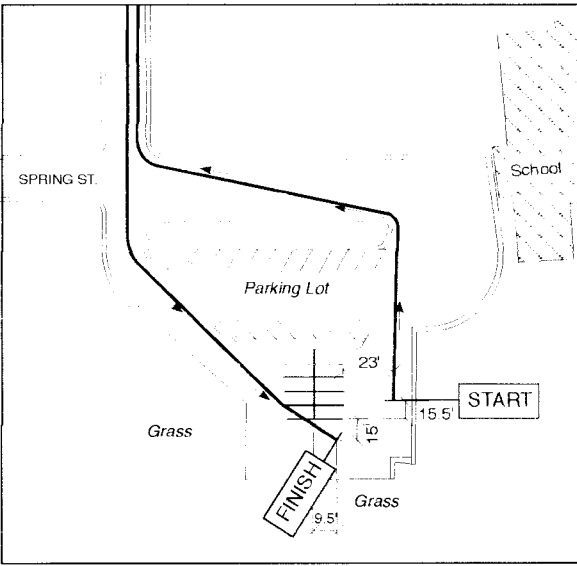 SPRING ST.
School
Parking Lot
23'
START
15.5'
15'
Grass
FINISH
Grass
9.5'